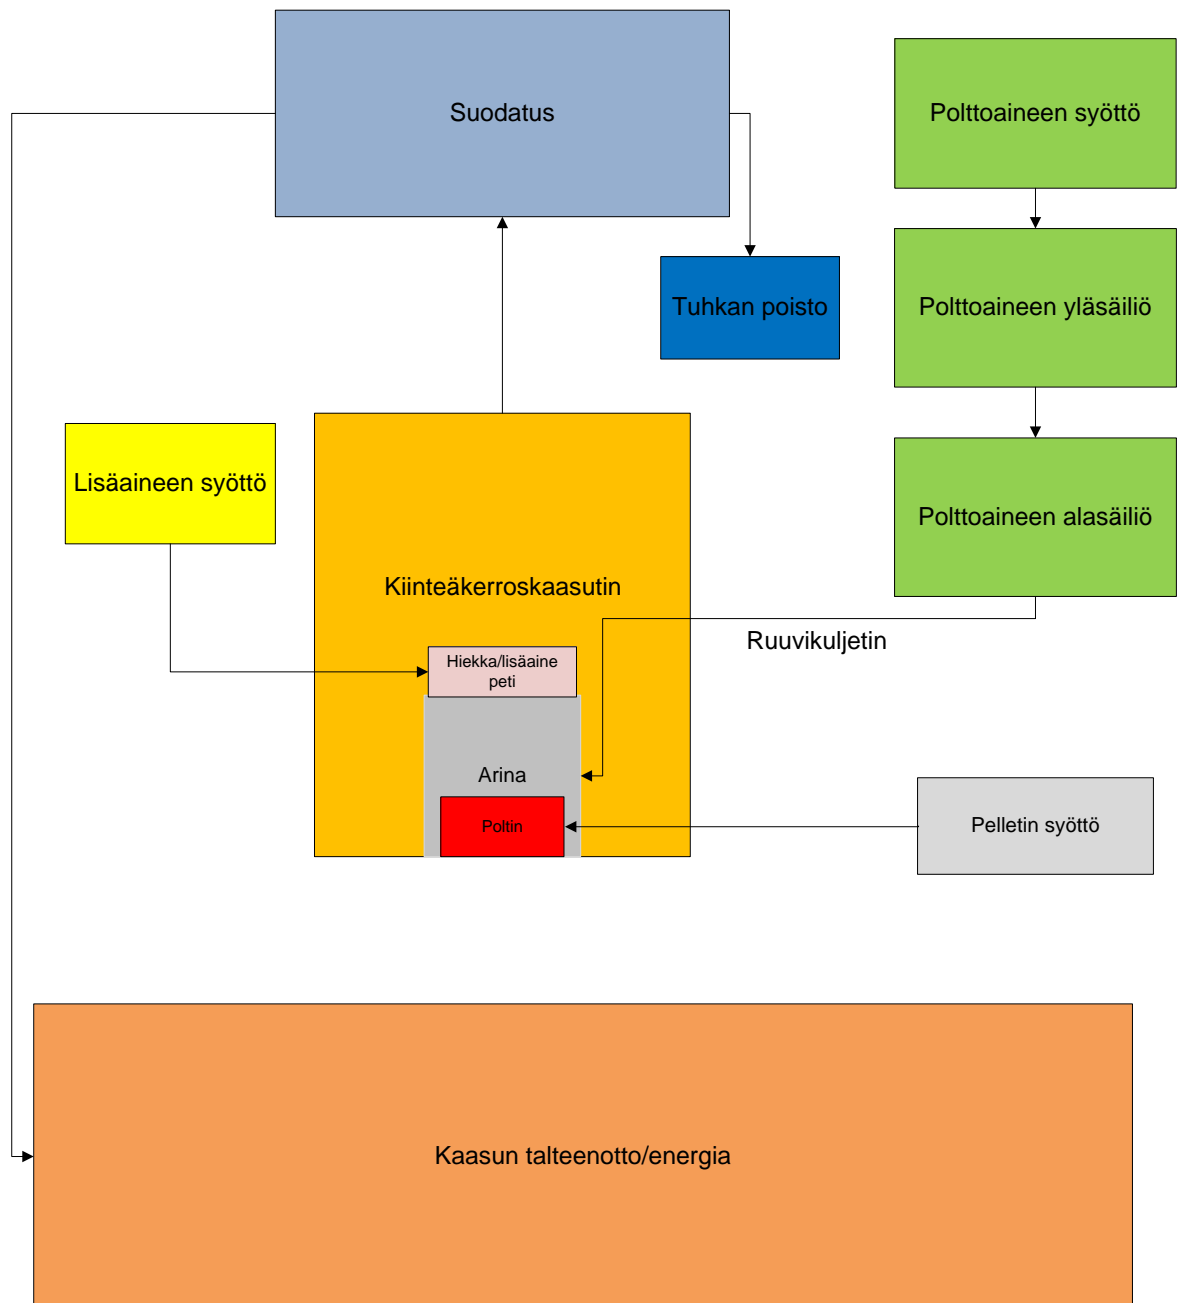 Suodatus
Polttoaineen syöttö
Tuhkan poisto
Polttoaineen yläsäiliö
Lisäaineen syöttö
Polttoaineen alasäiliö
Kiinteäkerroskaasutin
Ruuvikuljetin
Hiekka/lisäaine
peti
Arina
Poltin
Pelletin syöttö
Kaasun talteenotto/energia